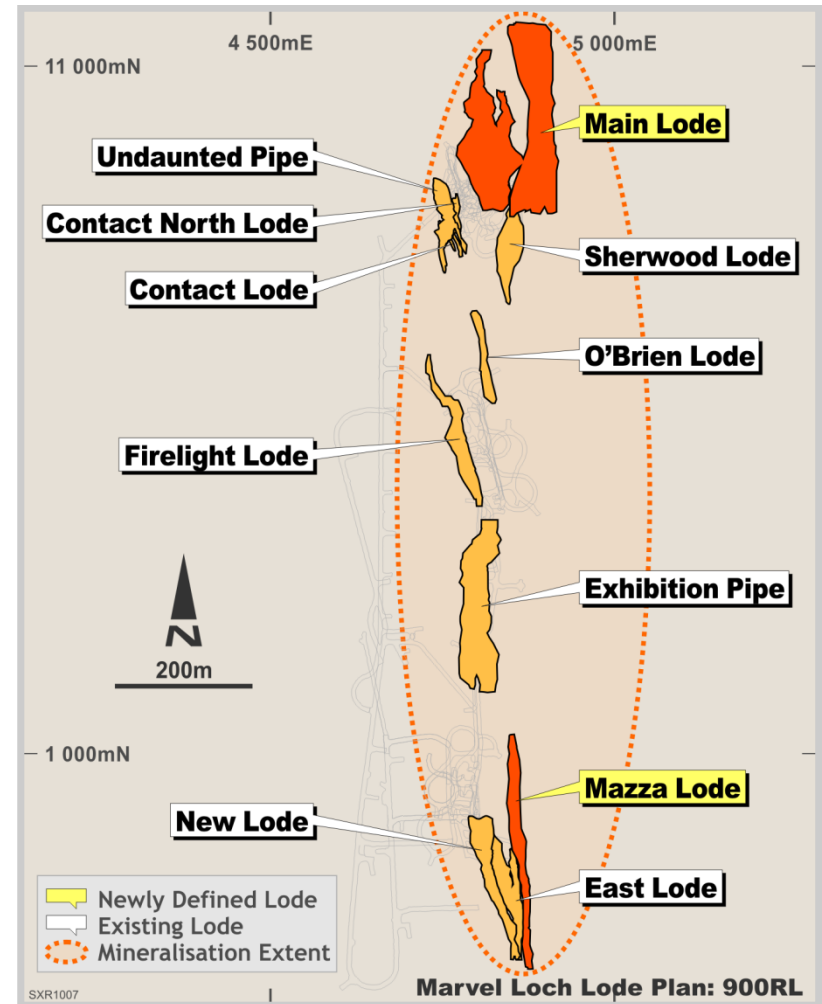 4 500mE
5 000mE
11 000mN
Main Lode
Undaunted Pipe
Contact North Lode
Sherwood Lode
Contact Lode
O'Brien Lode
Firelight Lode
Exhibition Pipe
N
200m
1 000mN
Mazza Lode
New Lode
East Lode
Newly Defined Lode
Existing Lode
Mineralisation Extent
SXR1007
Marvel Loch Lode Plan: 900RL